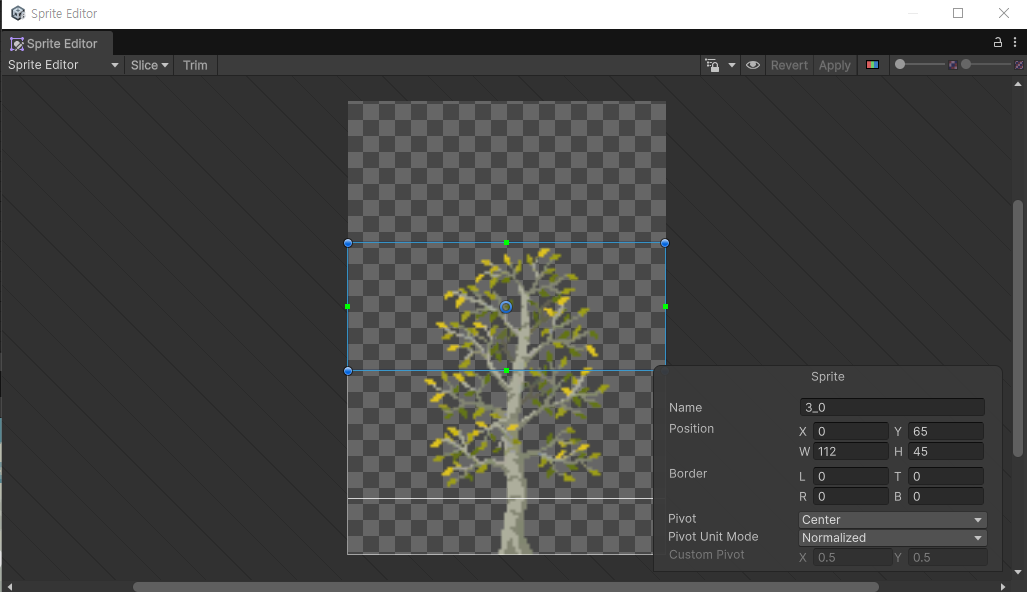 Sprite Editor
Sprite Editor
Sprite Editor Slice Trim Revert Apply
Sprite
Name 3_0
Position X 0 Y 65
W 112 H 45
Border L 0 T 0
R 0 B 0
Pivot Center
Pivot Unit Mode Normalized
Custom Pivot X 0.5 Y 0.5